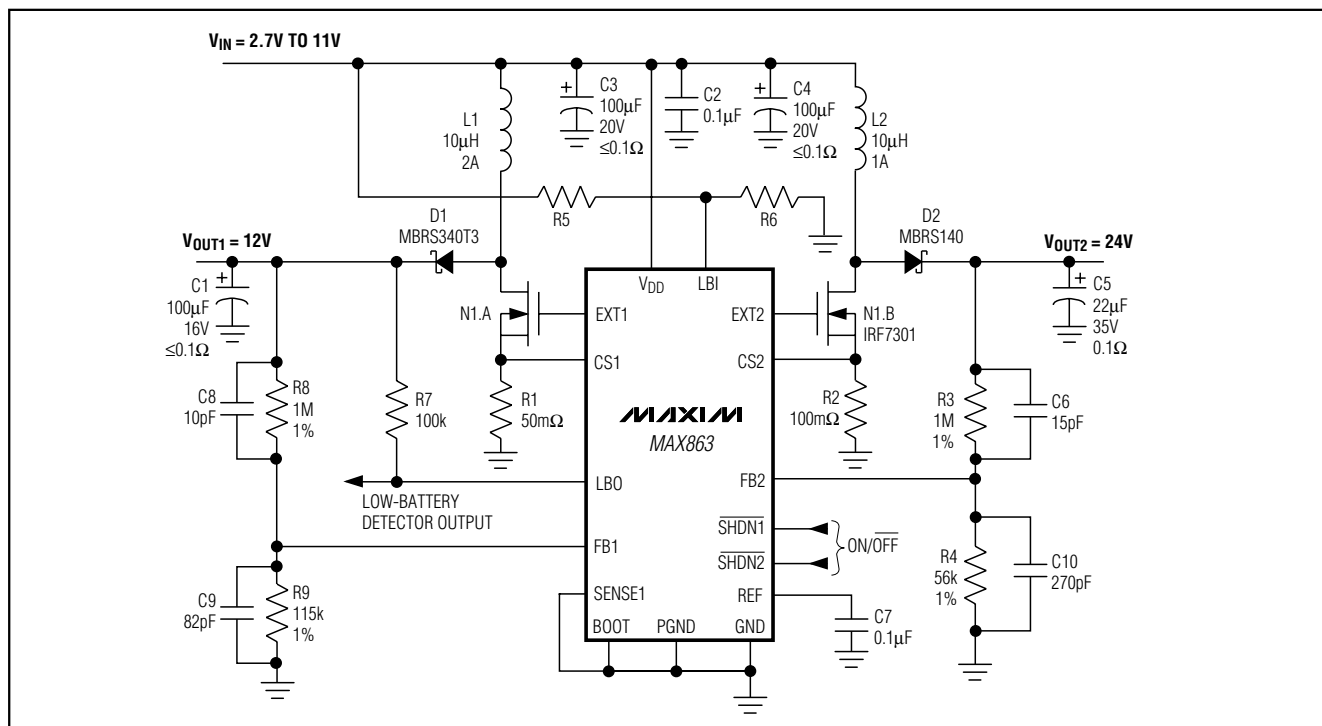 VIN = 2.7V TO 11V
L1
10µH
2A
C3
100µF
20V
≤0.1Ω
+
C2
0.1µF
C4
100µF
20V
≤0.1Ω
+
L2
10µH
1A
R5
R6
D1
MBRS340T3
D2
MBRS140
VOUT1 = 12V
VOUT2 = 24V
C1
100µF
16V
≤0.1Ω
+
N1.A
VDD
LBI
EXT1
EXT2
N1.B
IRF7301
+
C5
22µF
35V
0.1Ω
CS1
CS2
C8
10pF
R8
1M
1%
R7
100k
R1
50mΩ
MAXIM
MAX863
R2
100mΩ
R3
1M
1%
C6
15pF
LBO
LOW-BATTERY
DETECTOR OUTPUT
FB2
SHDN1
SHDN2
ON/OFF
FB1
R4
56k
1%
C10
270pF
C9
82pF
R9
115k
1%
SENSE1
REF
C7
0.1µF
BOOT
PGND
GND